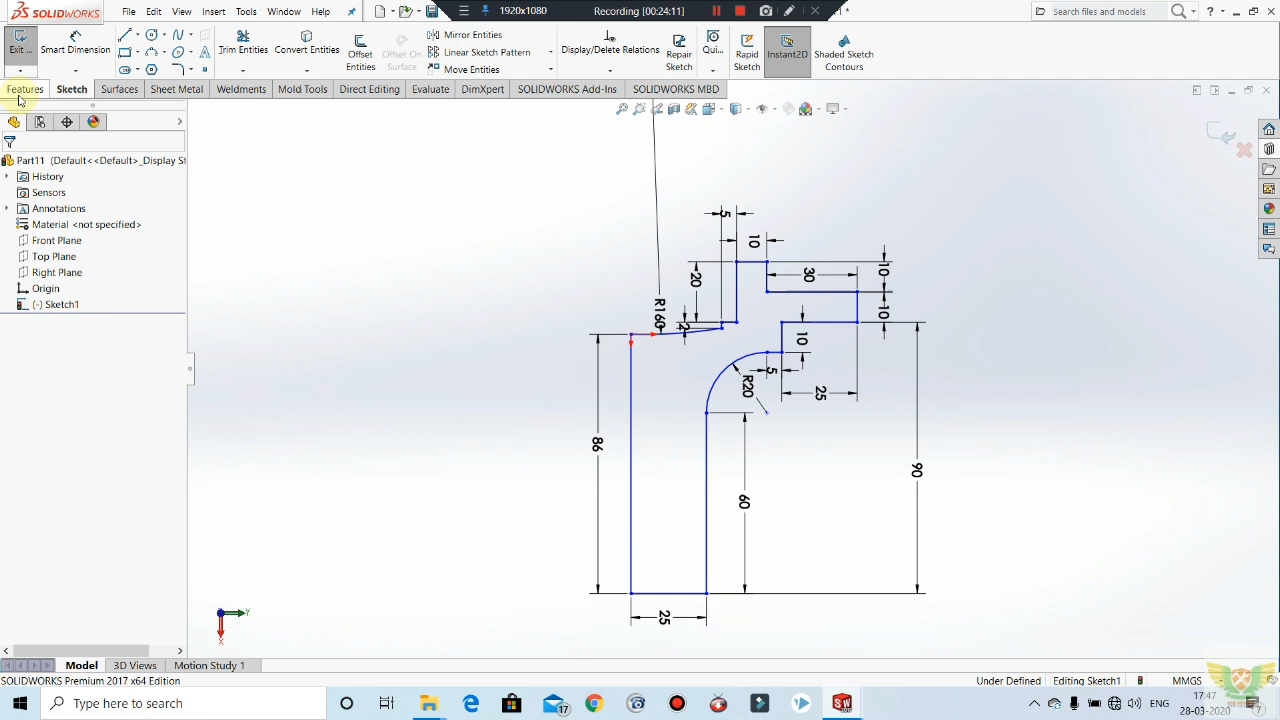 SOLIDWORKS
File Edit View Insert Tools Window Help
1920x1080 Recording [00:24:11]
Search files and models
Exit ... Smart Dimension Trim Entities Convert Entities Offset Entities Offset On Surface Mirror Entities Linear Sketch Pattern Move Entities Display/Delete Relations Repair Sketch Qui... Rapid Sketch Instant2D Shaded Sketch Contours
Features Sketch Surfaces Sheet Metal Weldments Mold Tools Direct Editing Evaluate DimXpert SOLIDWORKS Add-Ins SOLIDWORKS MBD
Part11 (Default<<Default>_Display St
History
Sensors
Annotations
Material <not specified>
Front Plane
Top Plane
Right Plane
Origin
(-) Sketch1
5
10
20
30
10
10
R160
2
10
5
R20
25
86
60
90
25
Y
X
Model 3D Views Motion Study 1
SOLIDWORKS Premium 2017 x64 Edition
Under Defined Editing Sketch1 MMGS
Type here to search
17
ENG
17:47
28-03-2020
7